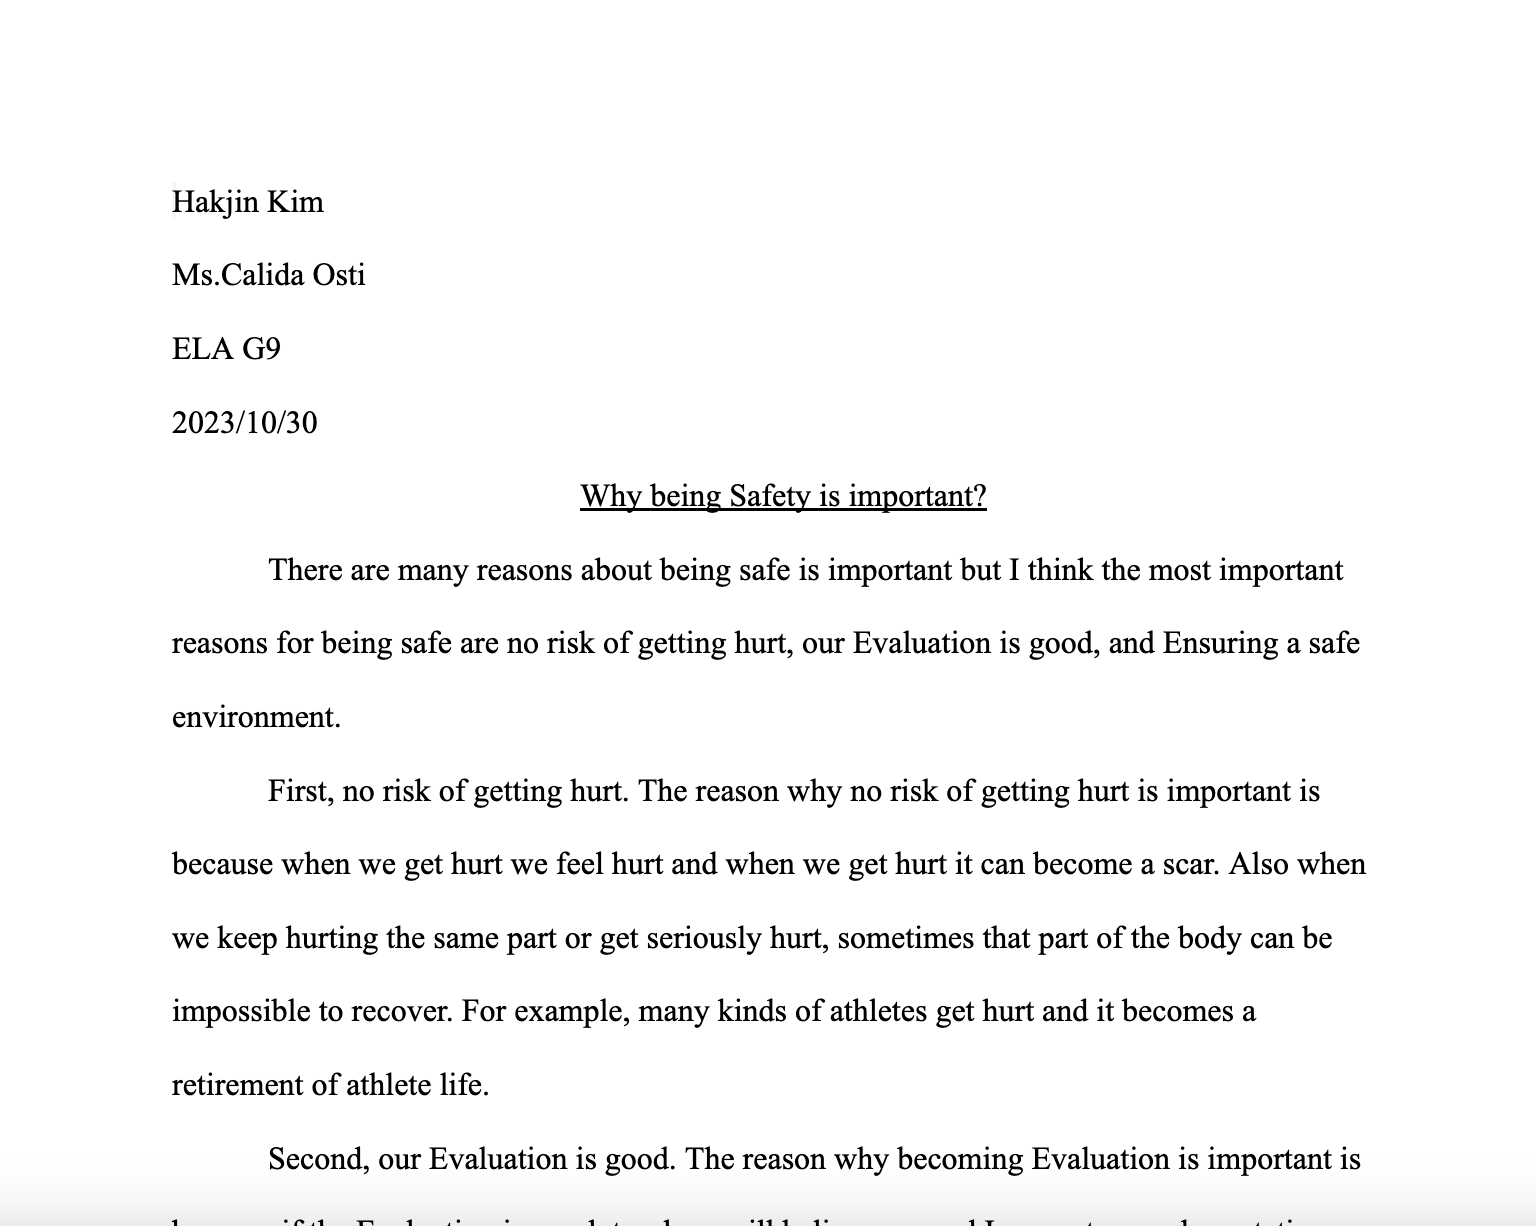 Hakjin Kim
Ms.Calida Osti
ELA G9
2023/10/30
Why being Safety is important?
There are many reasons about being safe is important but I think the most important
reasons for being safe are no risk of getting hurt, our Evaluation is good, and Ensuring a safe
environment.
First, no risk of getting hurt. The reason why no risk of getting hurt is important is
because when we get hurt we feel hurt and when we get hurt it can become a scar. Also when
we keep hurting the same part or get seriously hurt, sometimes that part of the body can be
impossible to recover. For example, many kinds of athletes get hurt and it becomes a
retirement of athlete life.
Second, our Evaluation is good. The reason why becoming Evaluation is important is